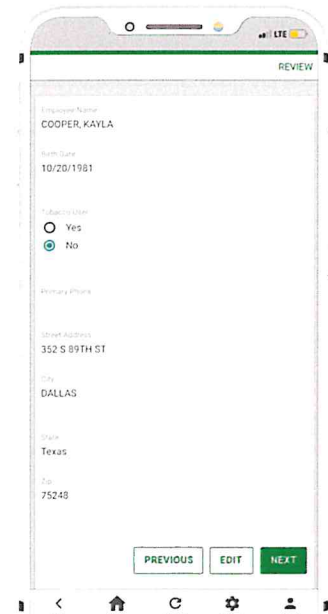 LTE
REVIEW
Employee Name
COOPER, KAYLA
Birth Date
10/20/1981
Tobacco User
Yes
No
Primary Phone
Street Address
352 S 89TH ST
City
DALLAS
State
Texas
Zip
75248
PREVIOUS EDIT NEXT